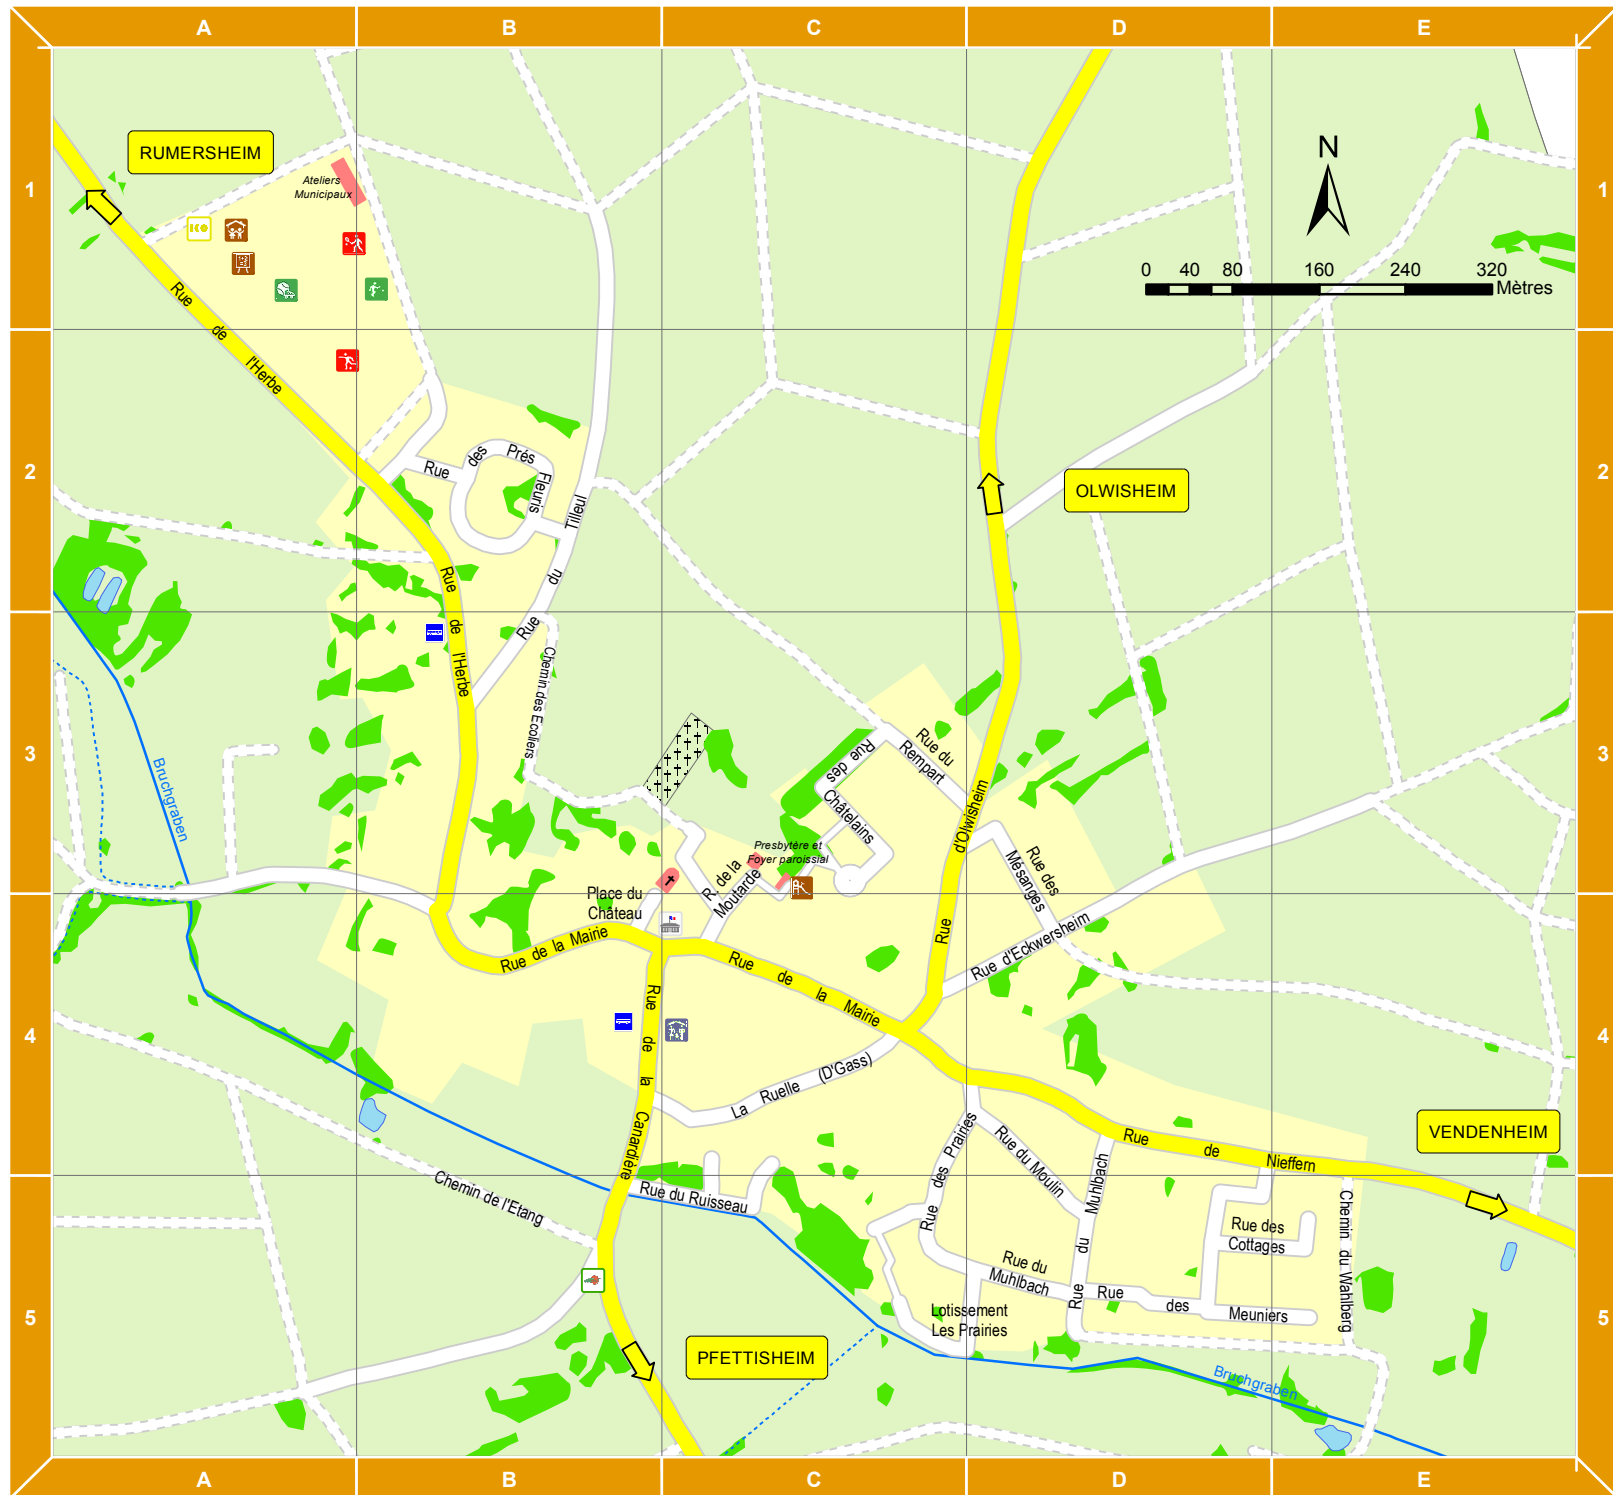 A B C D E
RUMERSHEIM
N
Ateliers
Municipaux
1 1
0 40 80 160 240 320
Mètres
Rue de l'Herbe
Rue des Prés Fleuris
2 2
OLWISHEIM
Rue du Tilleul
Rue de l'Herbe
Chemin des Ecoliers
Bruchgraben
3 3
Rue du
Rempart
Rue des Châtelains
Rue d'Olwisheim
Presbytère et
Foyer paroissial
R. de la
Moutarde
Rue des
Mésanges
Place du
Château
Rue de la Mairie
Rue de la Mairie
Rue d'Eckwersheim
4 4
Rue de la Canardière
La Ruelle (D'Gass)
VENDENHEIM
Rue de Nieffern
Rue du Moulin
Rue des Prairies
Rue du Muhlbach
Chemin de l'Etang
Rue du Ruisseau
Rue des
Cottages
Chemin du Wahlberg
Rue du
Muhlbach
Rue des Meuniers
Lotissement
Les Prairies
5 5
PFETTISHEIM
Bruchgraben
A B C D E